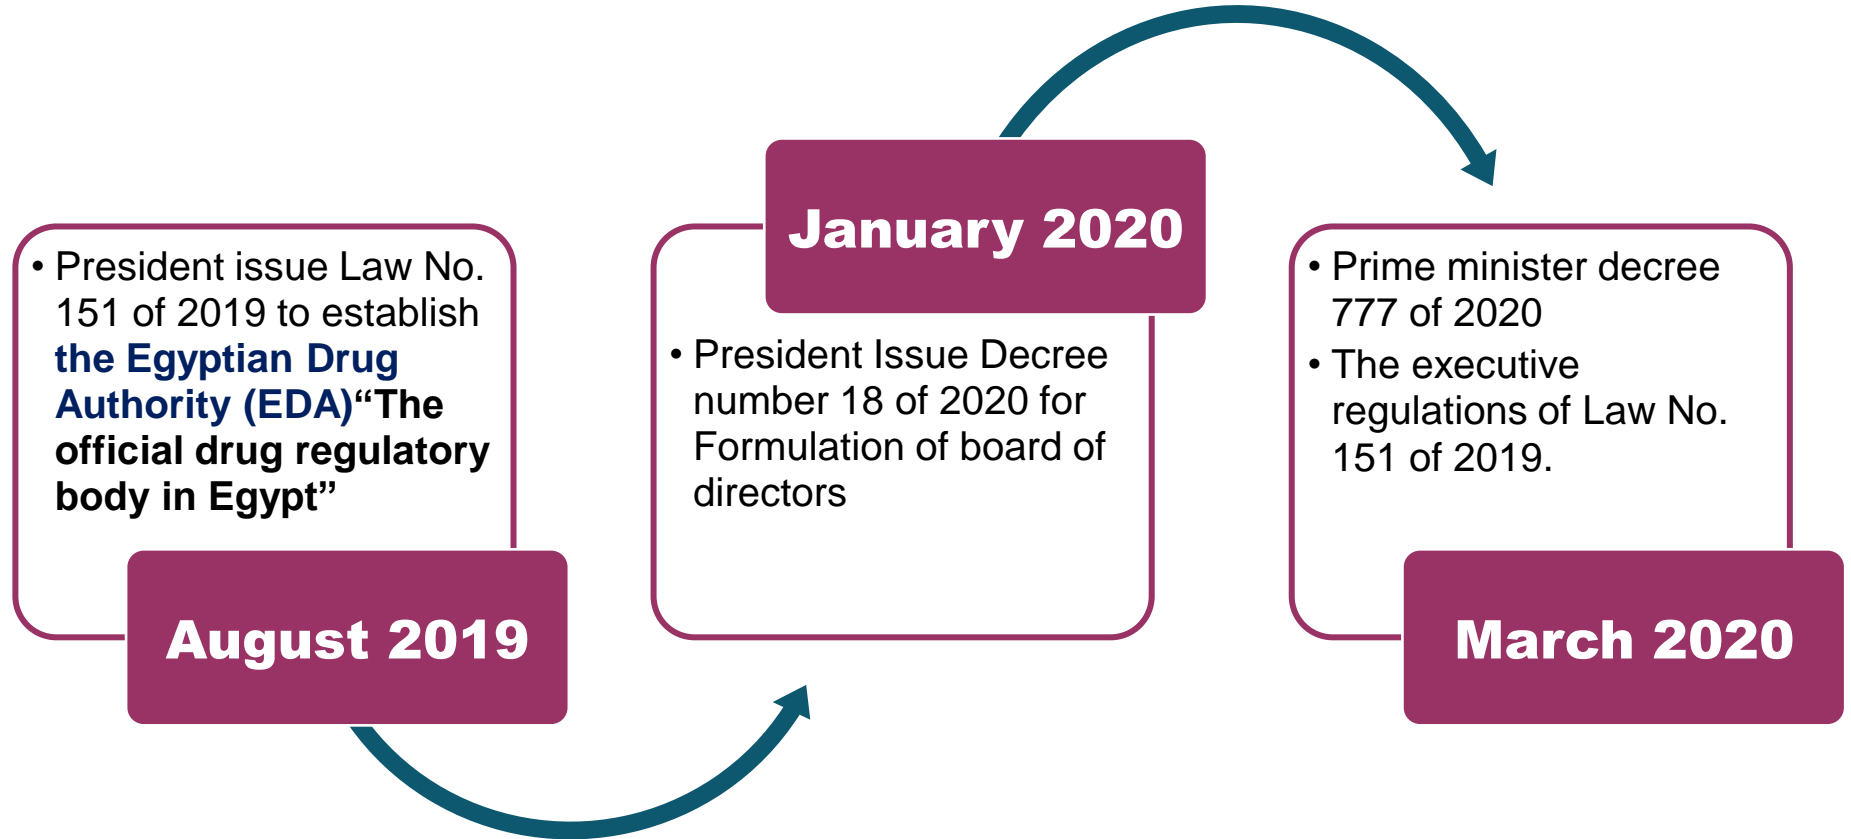 • President issue Law No.
151 of 2019 to establish
the Egyptian Drug
Authority (EDA)“The
official drug regulatory
body in Egypt”
August 2019
January 2020
• President Issue Decree
number 18 of 2020 for
Formulation of board of
directors
• Prime minister decree
777 of 2020
• The executive
regulations of Law No.
151 of 2019.
March 2020